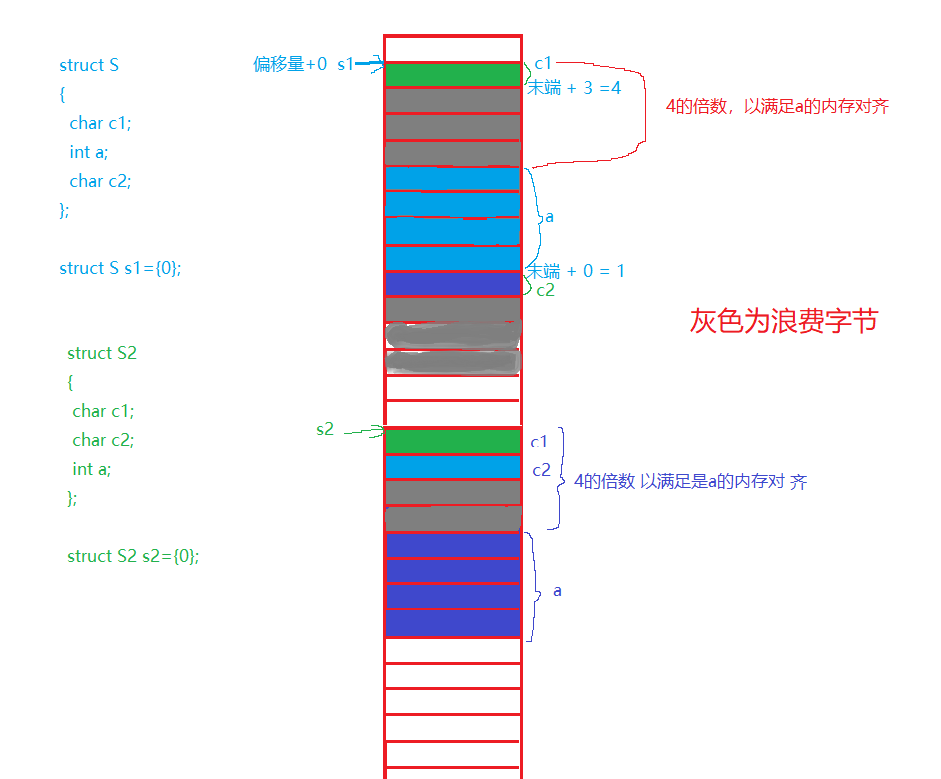 struct S
{
char c1;
int a;
char c2;
};
struct S s1={0};
偏移量+0 s1
c1
末端 + 3 =4
4的倍数，以满足a的内存对齐
a
末端 + 0 = 1
c2
灰色为浪费字节
struct S2
{
char c1;
char c2;
int a;
};
struct S2 s2={0};
s2
c1
c2
4的倍数 以满足是a的内存对 齐
a